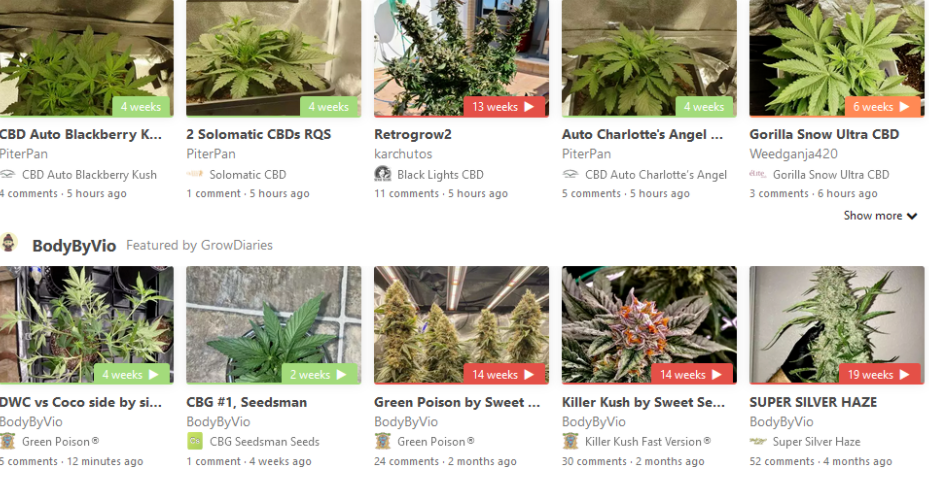 4 weeks
4 weeks
13 weeks
4 weeks
6 weeks
CBD Auto Blackberry K...
2 Solomatic CBDs RQS
Retrogrow2
Auto Charlotte's Angel ...
Gorilla Snow Ultra CBD
PiterPan
PiterPan
karchutos
PiterPan
Weedganja420
CBD Auto Blackberry Kush
Solomatic CBD
Black Lights CBD
CBD Auto Charlotte's Angel
Gorilla Snow Ultra CBD
4 comments · 5 hours ago
1 comment · 5 hours ago
11 comments · 5 hours ago
5 comments · 5 hours ago
3 comments · 6 hours ago
Show more
BodyByVio Featured by GrowDiaries
4 weeks
2 weeks
14 weeks
14 weeks
19 weeks
DWC vs Coco side by si...
CBG #1, Seedsman
Green Poison by Sweet ...
Killer Kush by Sweet Se...
SUPER SILVER HAZE
BodyByVio
BodyByVio
BodyByVio
BodyByVio
BodyByVio
Green Poison®
CBG Seedsman Seeds
Green Poison®
Killer Kush Fast Version®
Super Silver Haze
5 comments · 12 minutes ago
1 comment · 4 weeks ago
24 comments · 2 months ago
30 comments · 2 months ago
52 comments · 4 months ago